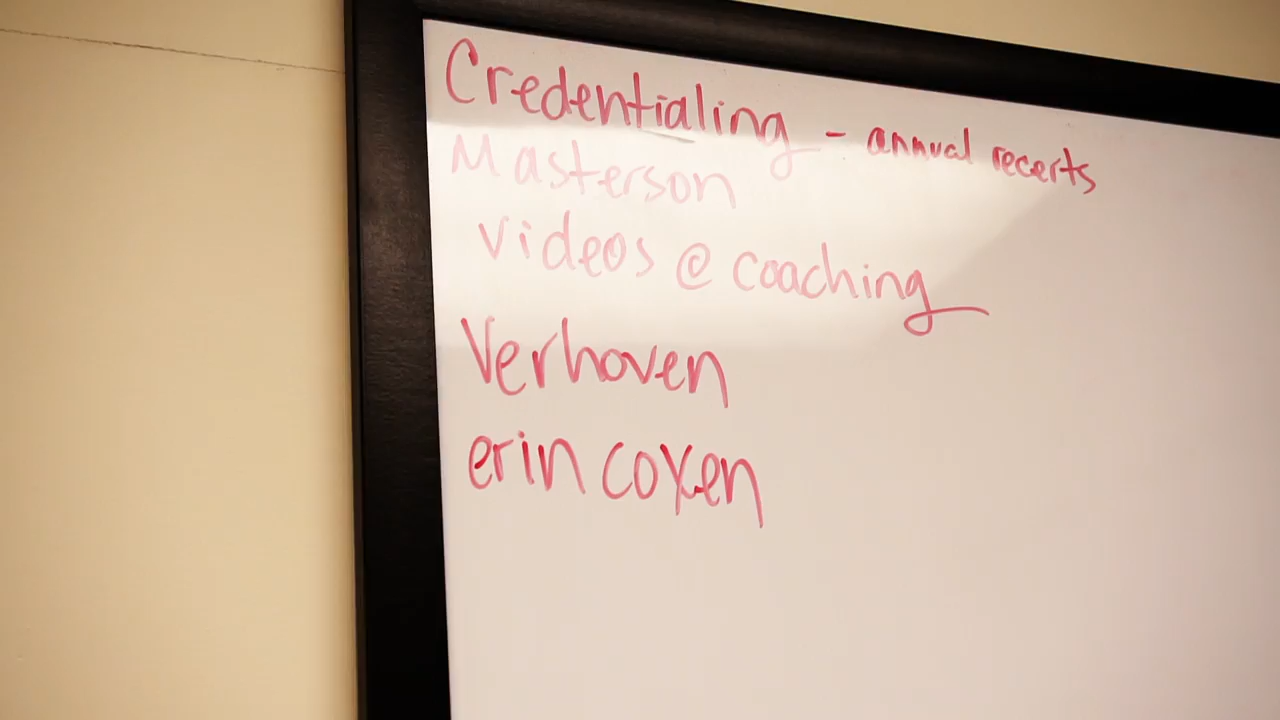 Credentialing - annual recerts
Masterson
videos @ coaching
Verhoven
erin coxen